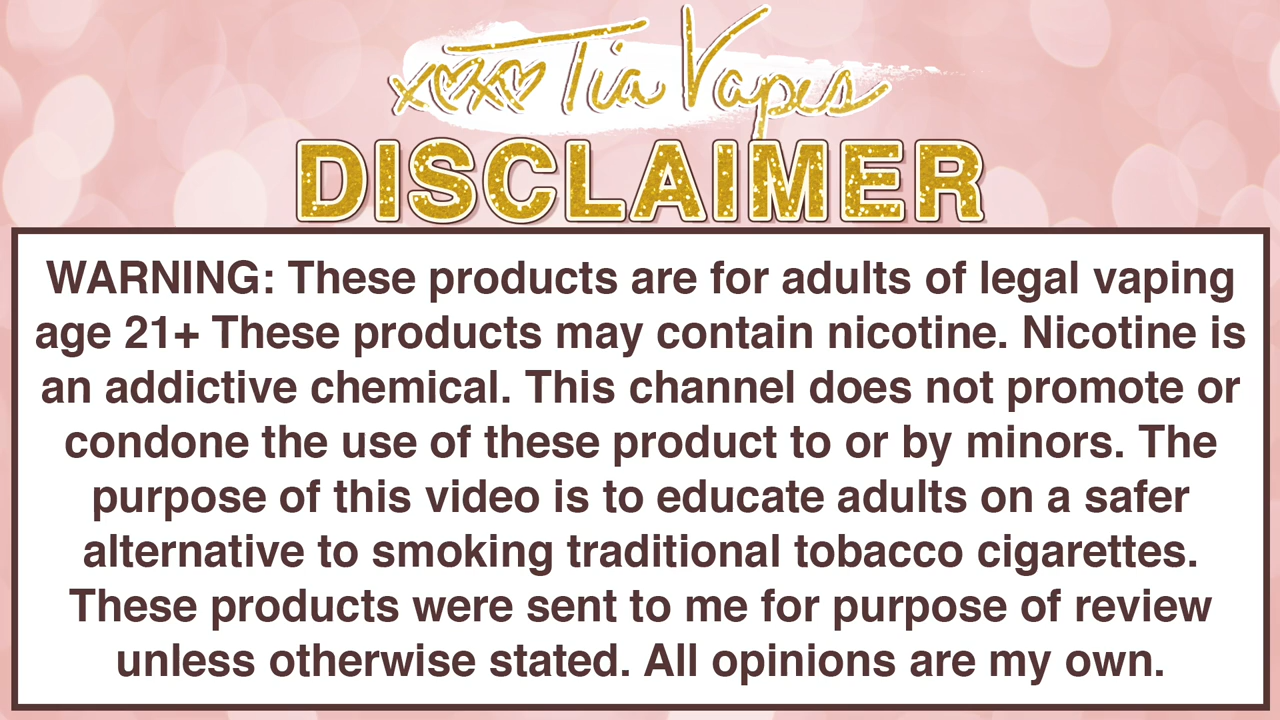 xoxo Tia Vapes
DISCLAIMER
WARNING: These products are for adults of legal vaping
age 21+ These products may contain nicotine. Nicotine is
an addictive chemical. This channel does not promote or
condone the use of these product to or by minors. The
purpose of this video is to educate adults on a safer
alternative to smoking traditional tobacco cigarettes.
These products were sent to me for purpose of review
unless otherwise stated. All opinions are my own.